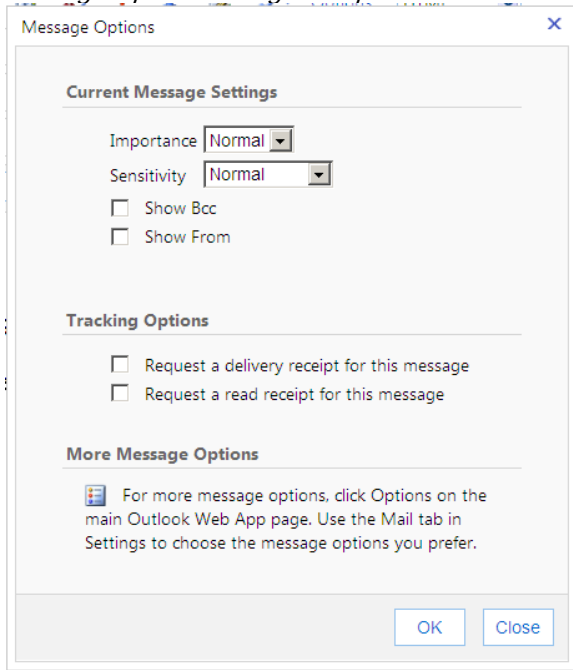 Message Options
Current Message Settings
Importance Normal
Sensitivity Normal
Show Bcc
Show From
Tracking Options
Request a delivery receipt for this message
Request a read receipt for this message
More Message Options
For more message options, click Options on the
main Outlook Web App page. Use the Mail tab in
Settings to choose the message options you prefer.
OK Close